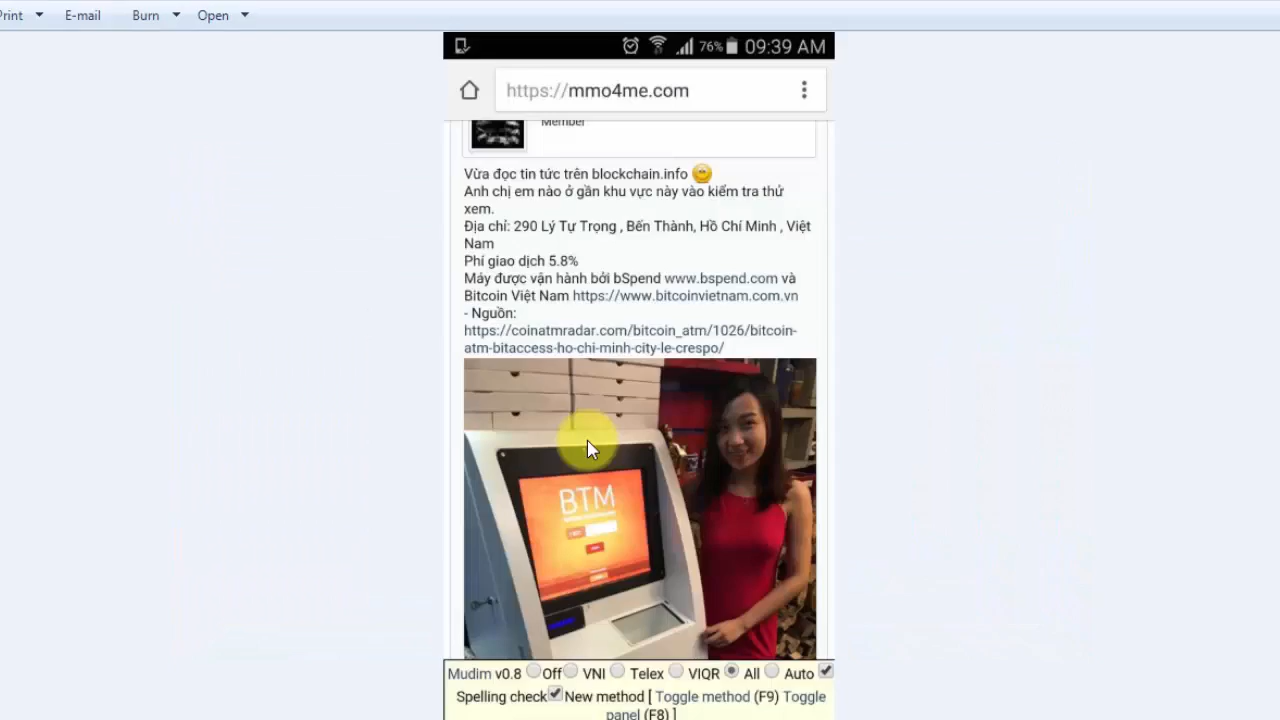 Print
E-mail
Burn
Open
76%
09:39 AM
https://mmo4me.com
Member
Vừa đọc tin tức trên blockchain.info
Anh chị em nào ở gần khu vực này vào kiểm tra thử
xem.
Địa chỉ: 290 Lý Tự Trọng , Bến Thành, Hồ Chí Minh , Việt
Nam
Phí giao dịch 5.8%
Máy được vận hành bởi bSpend www.bspend.com và
Bitcoin Việt Nam https://www.bitcoinvietnam.com.vn
- Nguồn:
https://coinatmradar.com/bitcoin_atm/1026/bitcoin-
atm-bitaccess-ho-chi-minh-city-le-crespo/
BTM
Mudim v0.8 Off VNI Telex VIQR All Auto
Spelling check New method [ Toggle method (F9) Toggle
panel (F8) ]